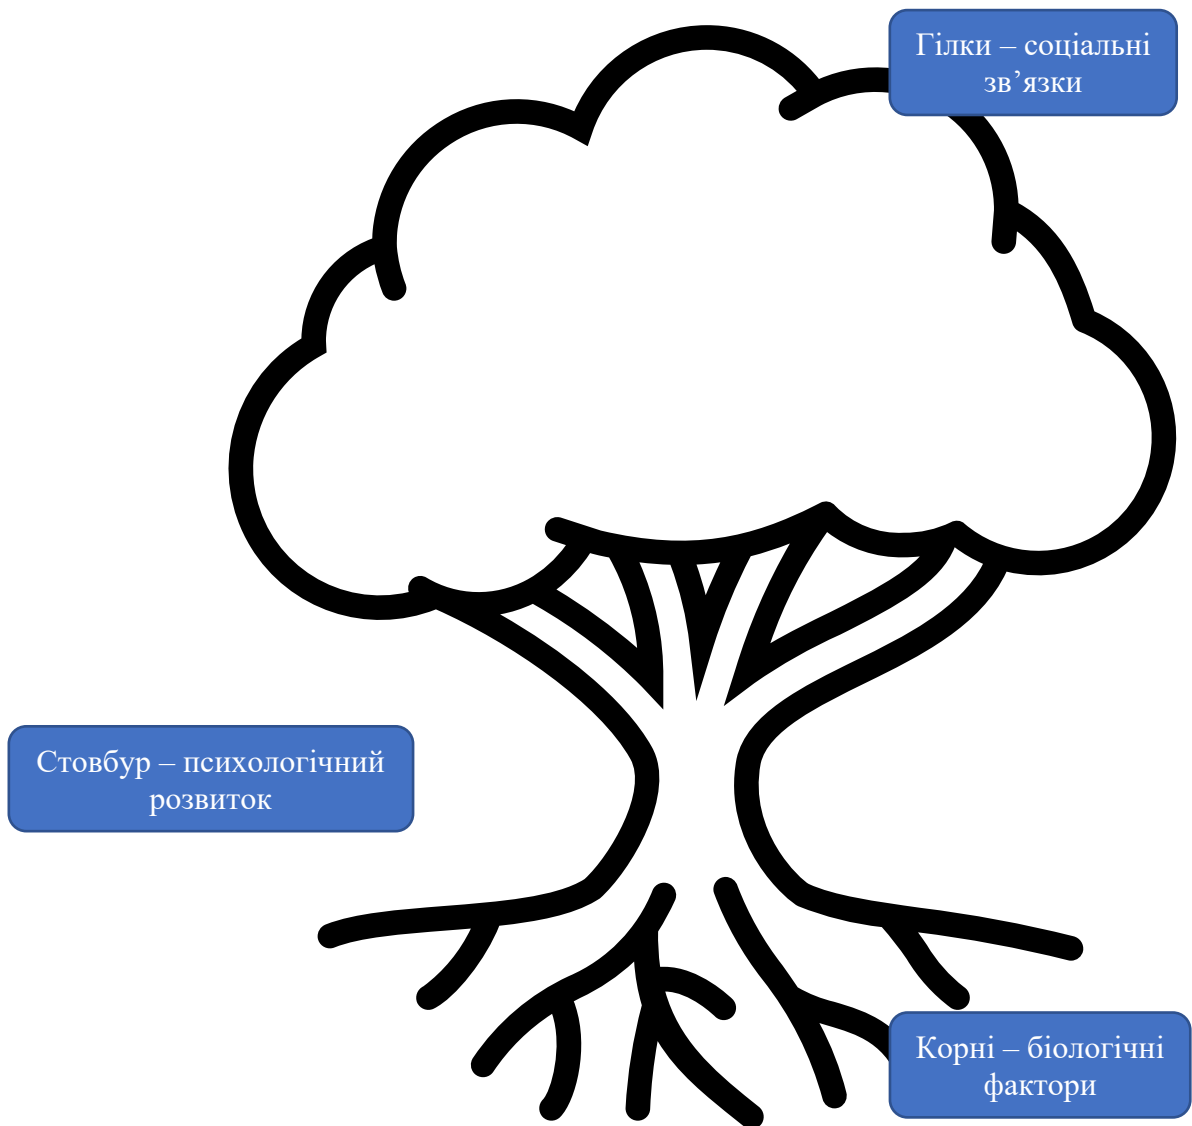 Гілки – соціальні
зв’язки
Стовбур – психологічний
розвиток
Корні – біологічні
фактори